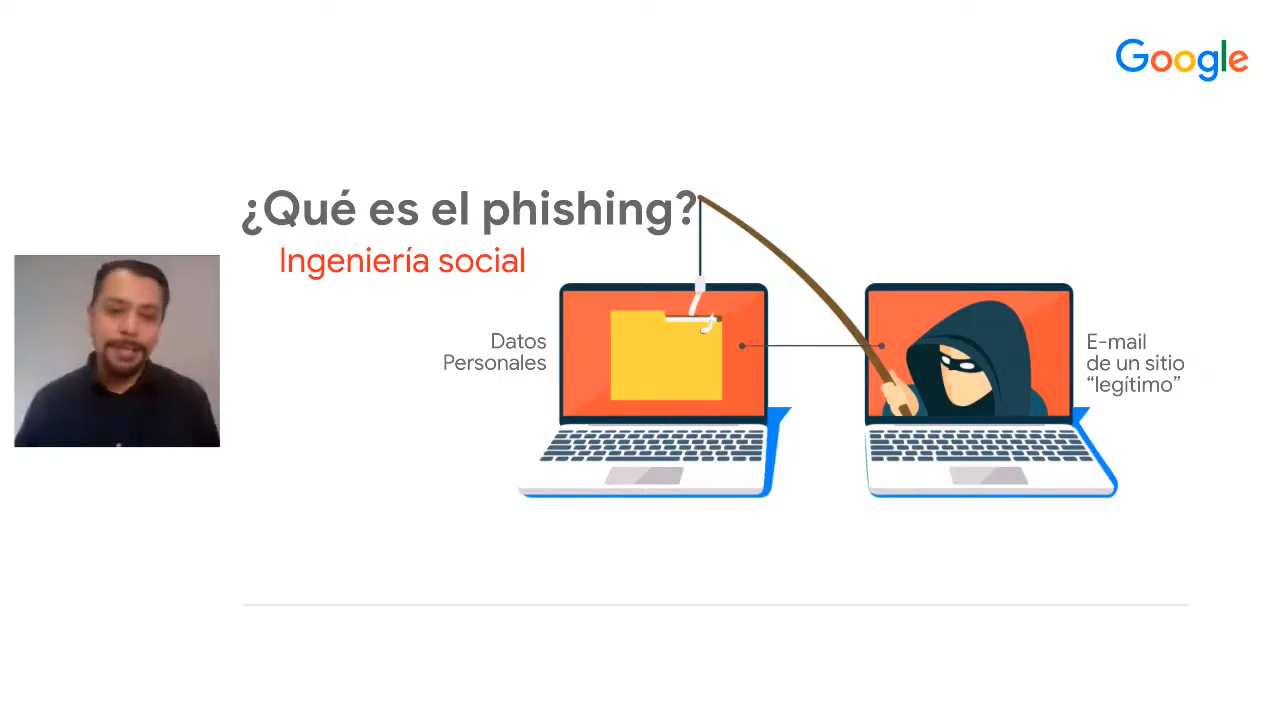 Google
¿Qué es el phishing?
Ingeniería social
Datos
Personales
E-mail
de un sitio
“legítimo”